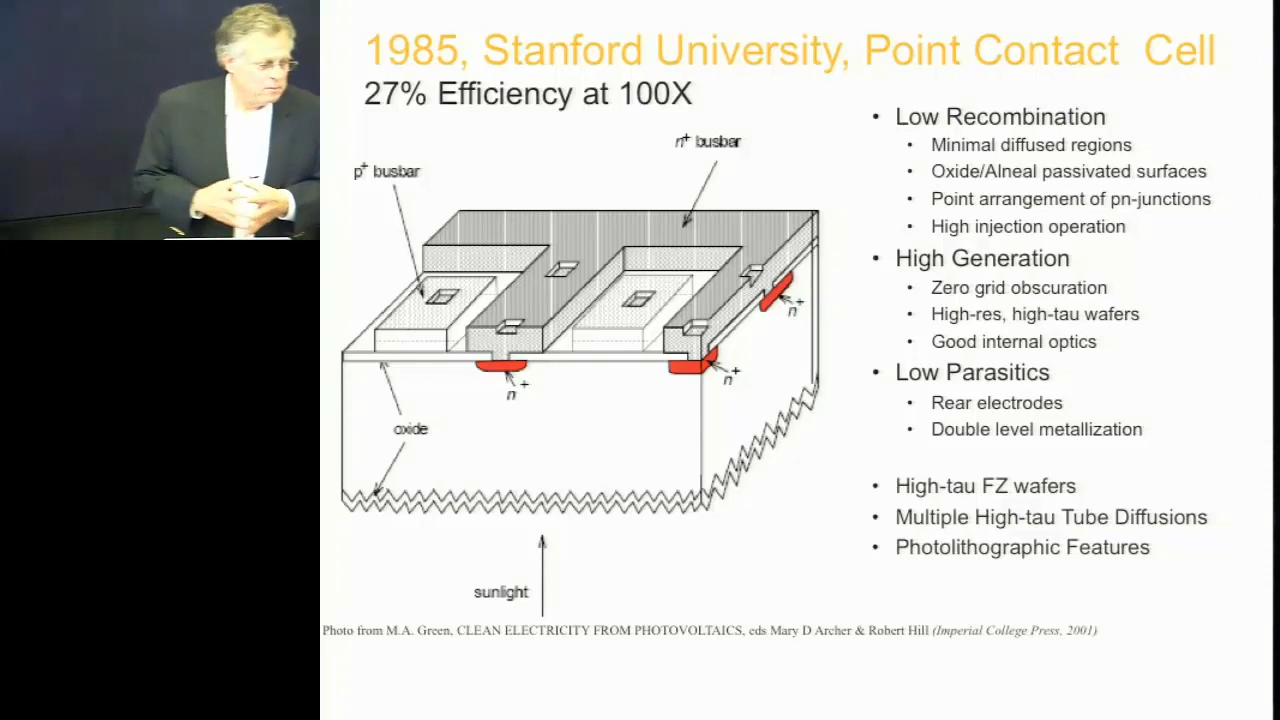 1985, Stanford University, Point Contact Cell
27% Efficiency at 100X
n+ busbar
p+ busbar
n+
n+
n+
oxide
sunlight
• Low Recombination
• Minimal diffused regions
• Oxide/Alneal passivated surfaces
• Point arrangement of pn-junctions
• High injection operation
• High Generation
• Zero grid obscuration
• High-res, high-tau wafers
• Good internal optics
• Low Parasitics
• Rear electrodes
• Double level metallization
• High-tau FZ wafers
• Multiple High-tau Tube Diffusions
• Photolithographic Features
Photo from M.A. Green, CLEAN ELECTRICITY FROM PHOTOVOLTAICS, eds Mary D Archer & Robert Hill (Imperial College Press, 2001)